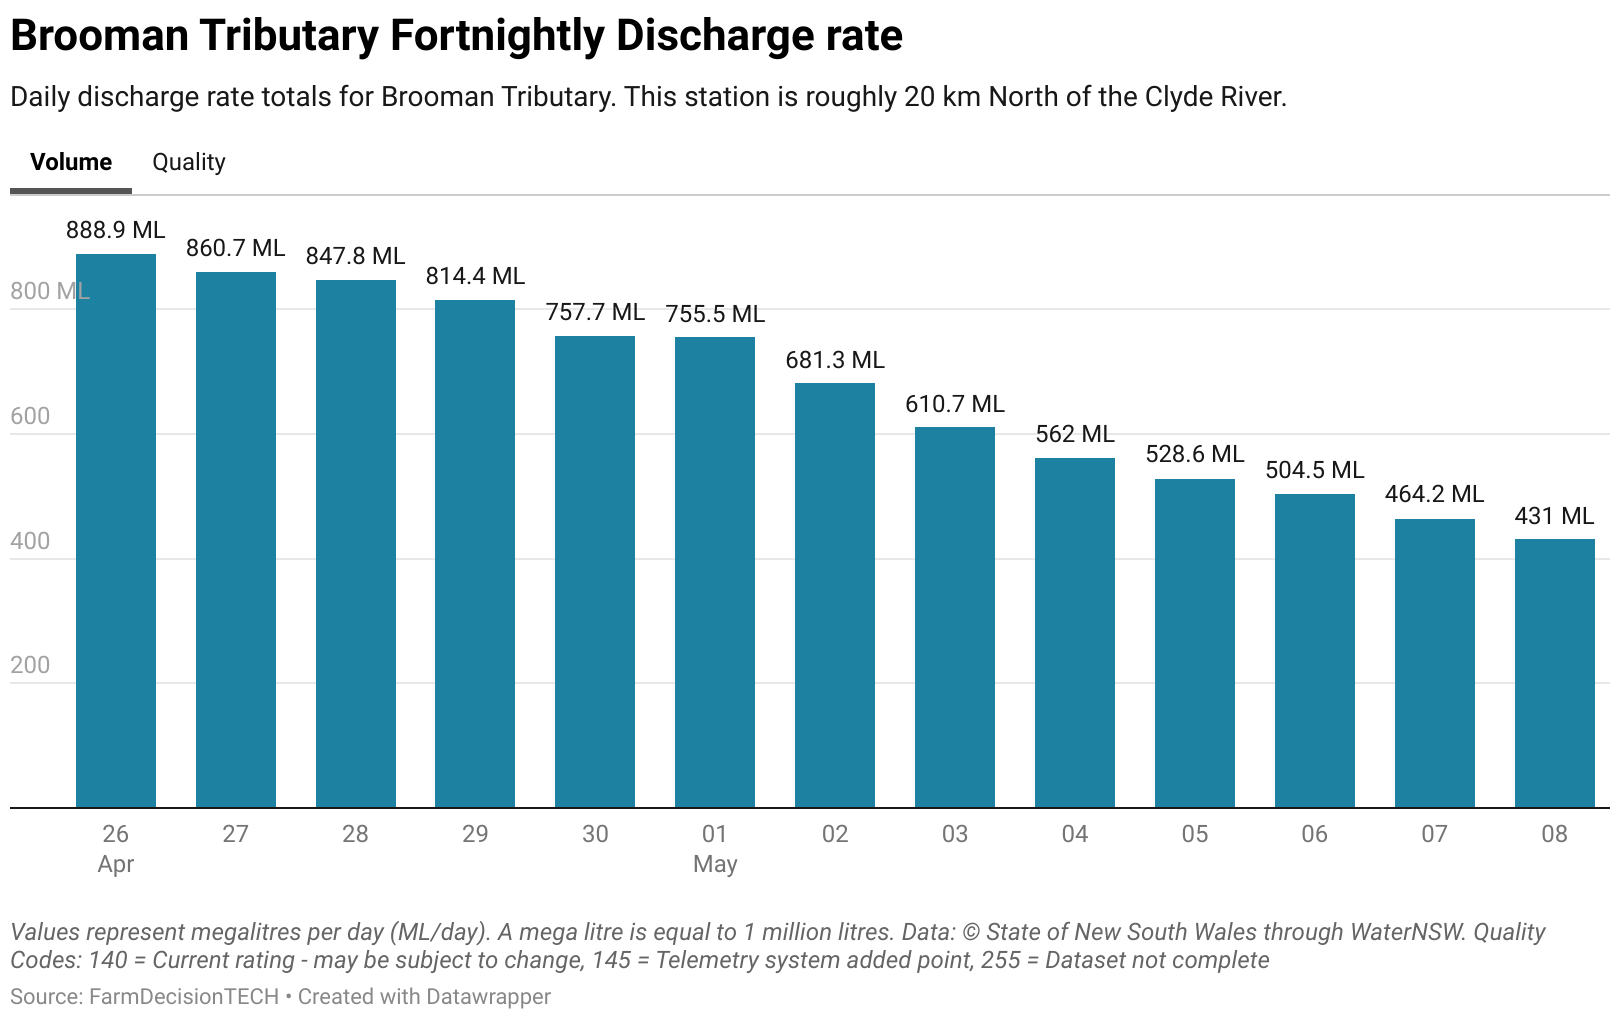 Brooman Tributary Fortnightly Discharge rate
Daily discharge rate totals for Brooman Tributary. This station is roughly 20 km North of the Clyde River.
Volume Quality
888.9 ML 860.7 ML 847.8 ML 814.4 ML 757.7 ML 755.5 ML 681.3 ML 610.7 ML 562 ML 528.6 ML 504.5 ML 464.2 ML 431 ML
800 ML
600
400
200
26 27 28 29 30 01 02 03 04 05 06 07 08
Apr May
Values represent megalitres per day (ML/day). A mega litre is equal to 1 million litres. Data: © State of New South Wales through WaterNSW. Quality
Codes: 140 = Current rating - may be subject to change, 145 = Telemetry system added point, 255 = Dataset not complete
Source: FarmDecisionTECH • Created with Datawrapper